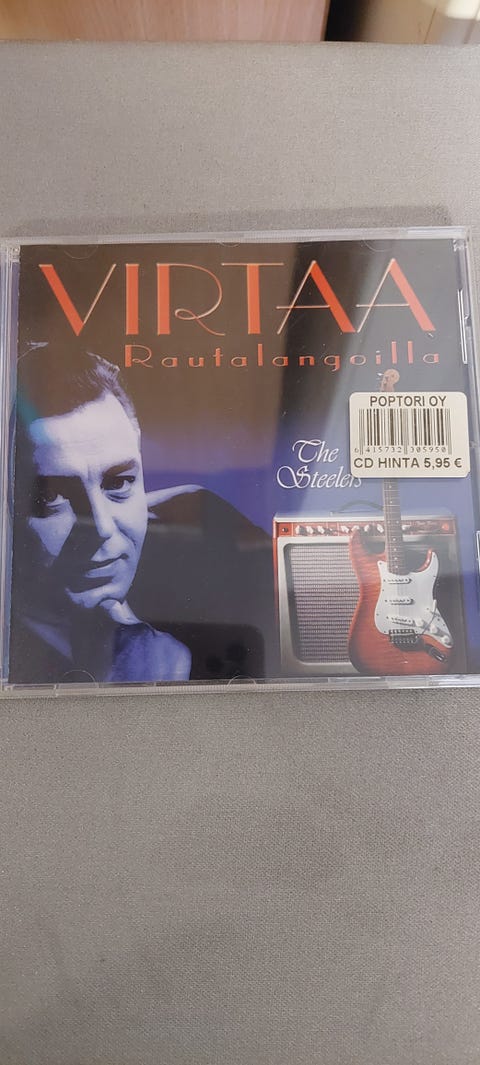 VIRTAA
Rautalangoilla
POPTORI OY
6 415732 305950
CD HINTA 5,95 €
The
Steelers